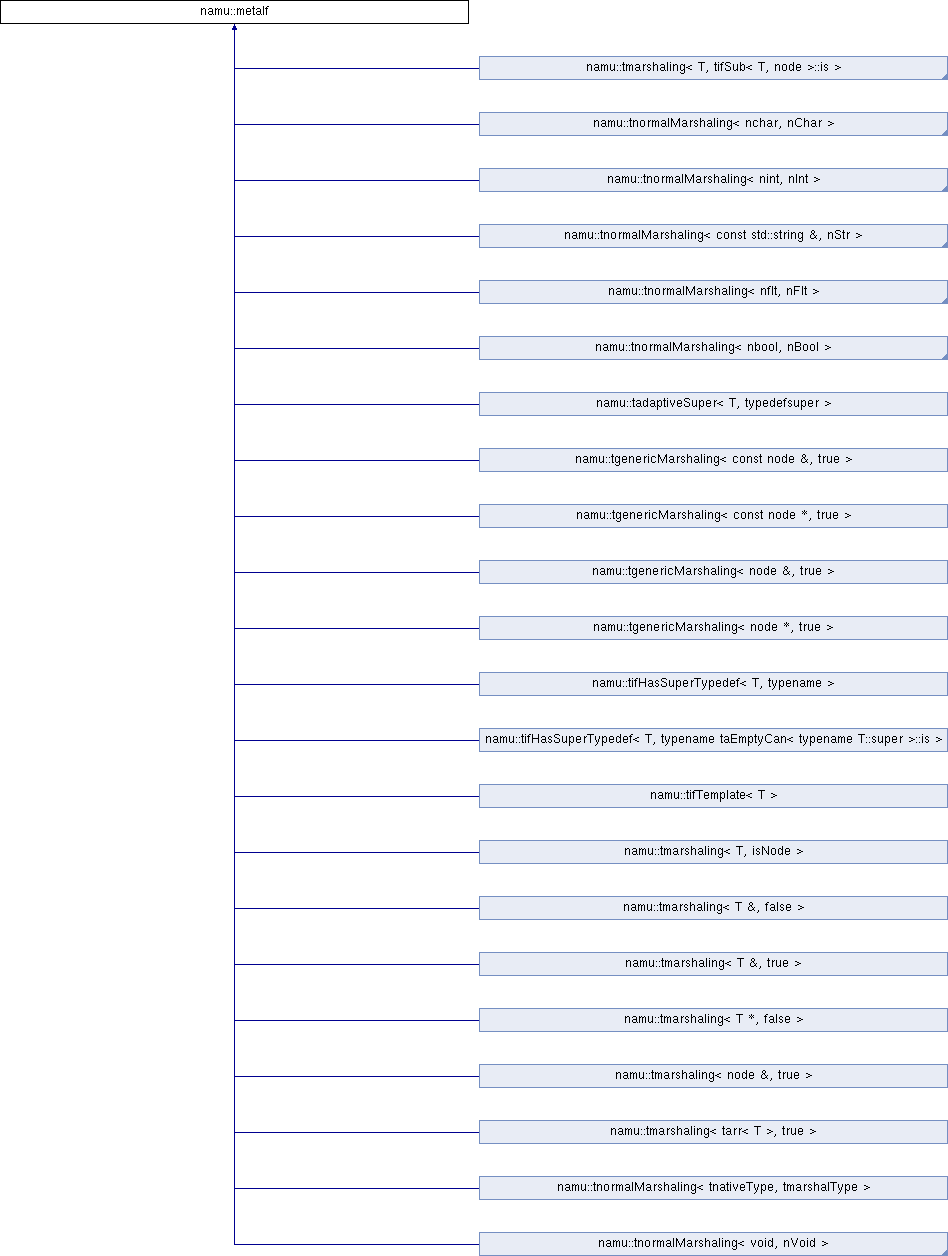 namu::metaIf
namu::tmarshaling< T, tifSub< T, node >::is >
namu::tnormalMarshaling< nchar, nChar >
namu::tnormalMarshaling< nint, nInt >
namu::tnormalMarshaling< const std::string &, nStr >
namu::tnormalMarshaling< nflt, nFlt >
namu::tnormalMarshaling< nbool, nBool >
namu::tadaptiveSuper< T, typedefsuper >
namu::tgenericMarshaling< const node &, true >
namu::tgenericMarshaling< const node *, true >
namu::tgenericMarshaling< node &, true >
namu::tgenericMarshaling< node *, true >
namu::tifHasSuperTypedef< T, typename >
namu::tifHasSuperTypedef< T, typename taEmptyCan< typename T::super >::is >
namu::tifTemplate< T >
namu::tmarshaling< T, isNode >
namu::tmarshaling< T &, false >
namu::tmarshaling< T &, true >
namu::tmarshaling< T *, false >
namu::tmarshaling< node &, true >
namu::tmarshaling< tarr< T >, true >
namu::tnormalMarshaling< tnativeType, tmarshalType >
namu::tnormalMarshaling< void, nVoid >